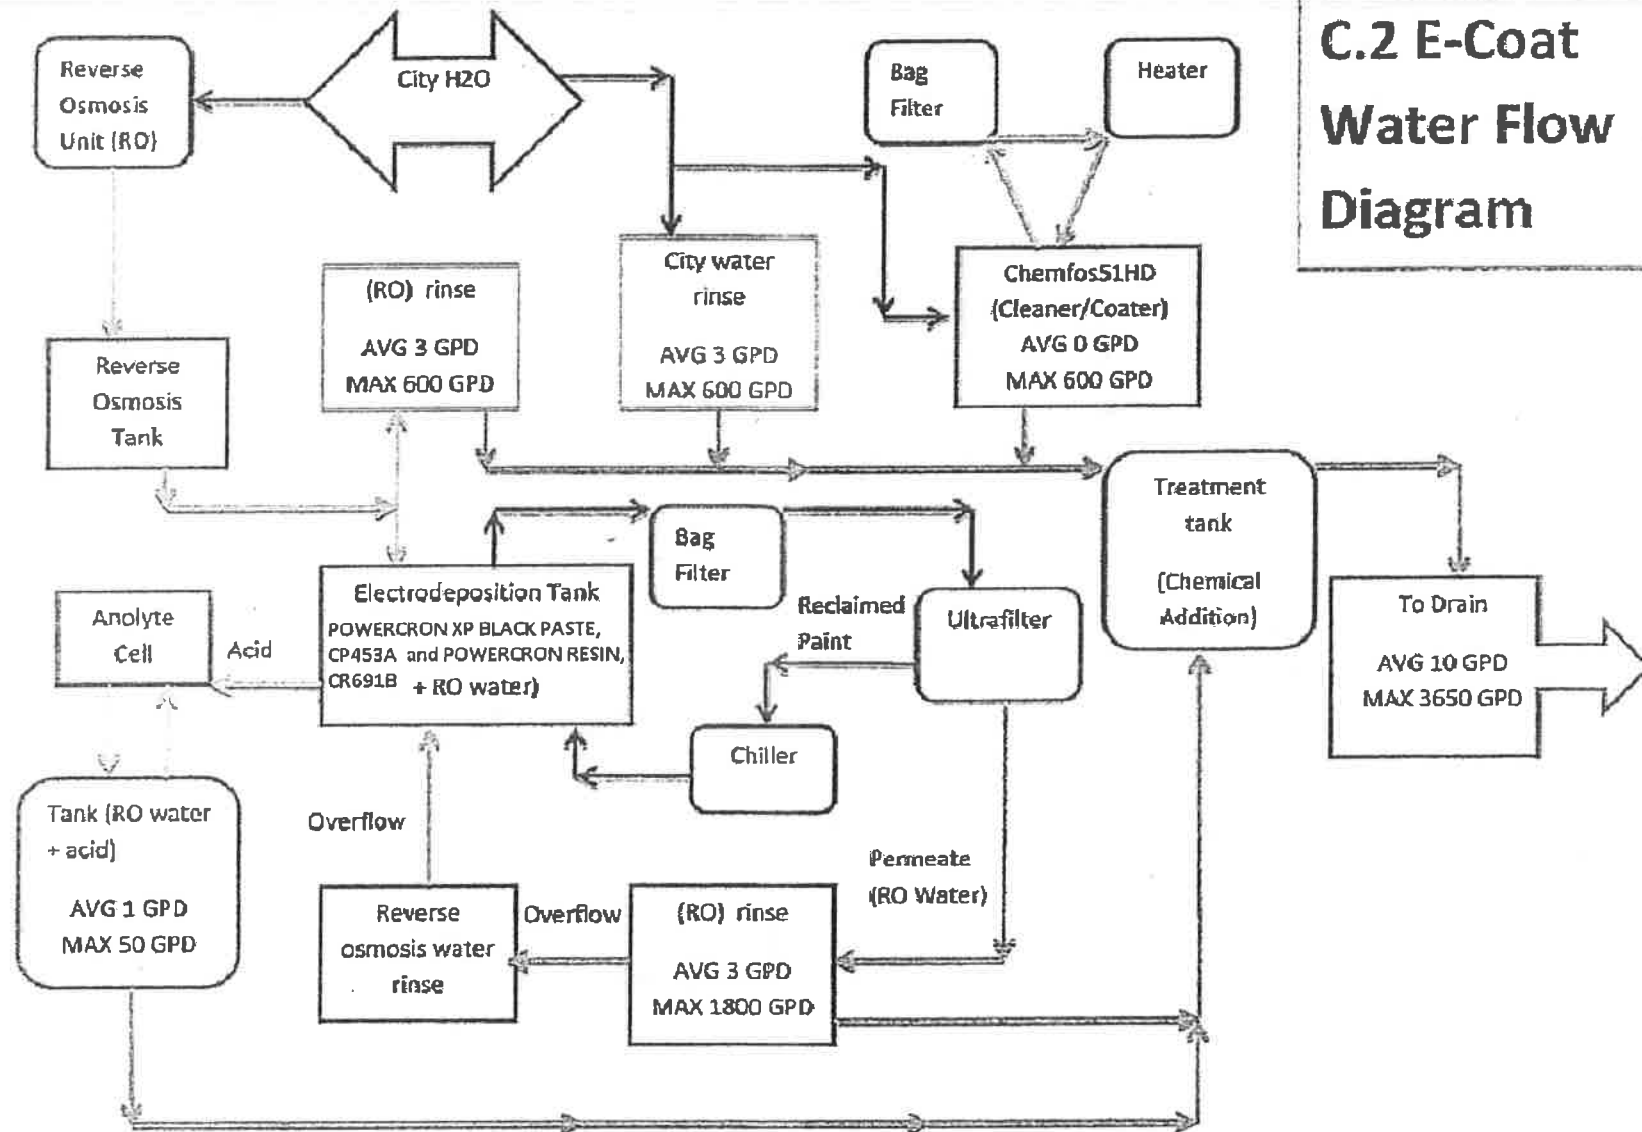 C.2 E-Coat
Water Flow
Diagram
Reverse
Osmosis
Unit (RO)
City H2O
Bag
Filter
Heater
(RO) rinse
AVG 3 GPD
MAX 600 GPD
City water
rinse
AVG 3 GPD
MAX 600 GPD
Chemfos51HD
(Cleaner/Coater)
AVG 0 GPD
MAX 600 GPD
Reverse
Osmosis
Tank
Treatment
tank
(Chemical
Addition)
Bag
Filter
Electrodeposition Tank
POWERCRON XP BLACK PASTE,
CP453A and POWERCRON RESIN,
CR691B + RO water)
Anolyte
Cell
Acid
Reclaimed
Paint
Ultrafilter
To Drain
AVG 10 GPD
MAX 3650 GPD
Chiller
Tank (RO water
+ acid)
AVG 1 GPD
MAX 50 GPD
Overflow
Permeate
(RO Water)
Reverse
osmosis water
rinse
Overflow
(RO) rinse
AVG 3 GPD
MAX 1800 GPD